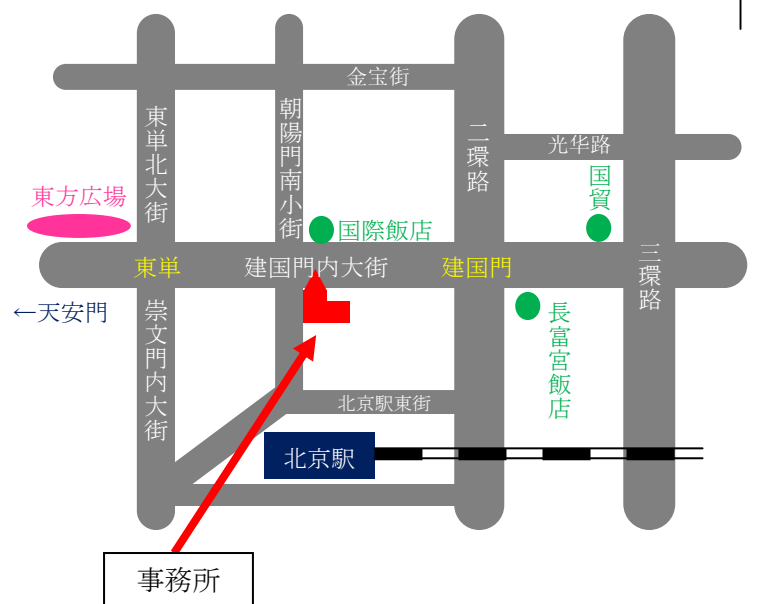 金宝街
東単北大街
朝陽門南小街
二環路
光华路
東方広場
国貿
国際飯店
東単
建国門内大街
建国門
三環路
←天安門
崇文門内大街
長富宮飯店
北京駅東街
北京駅
事務所